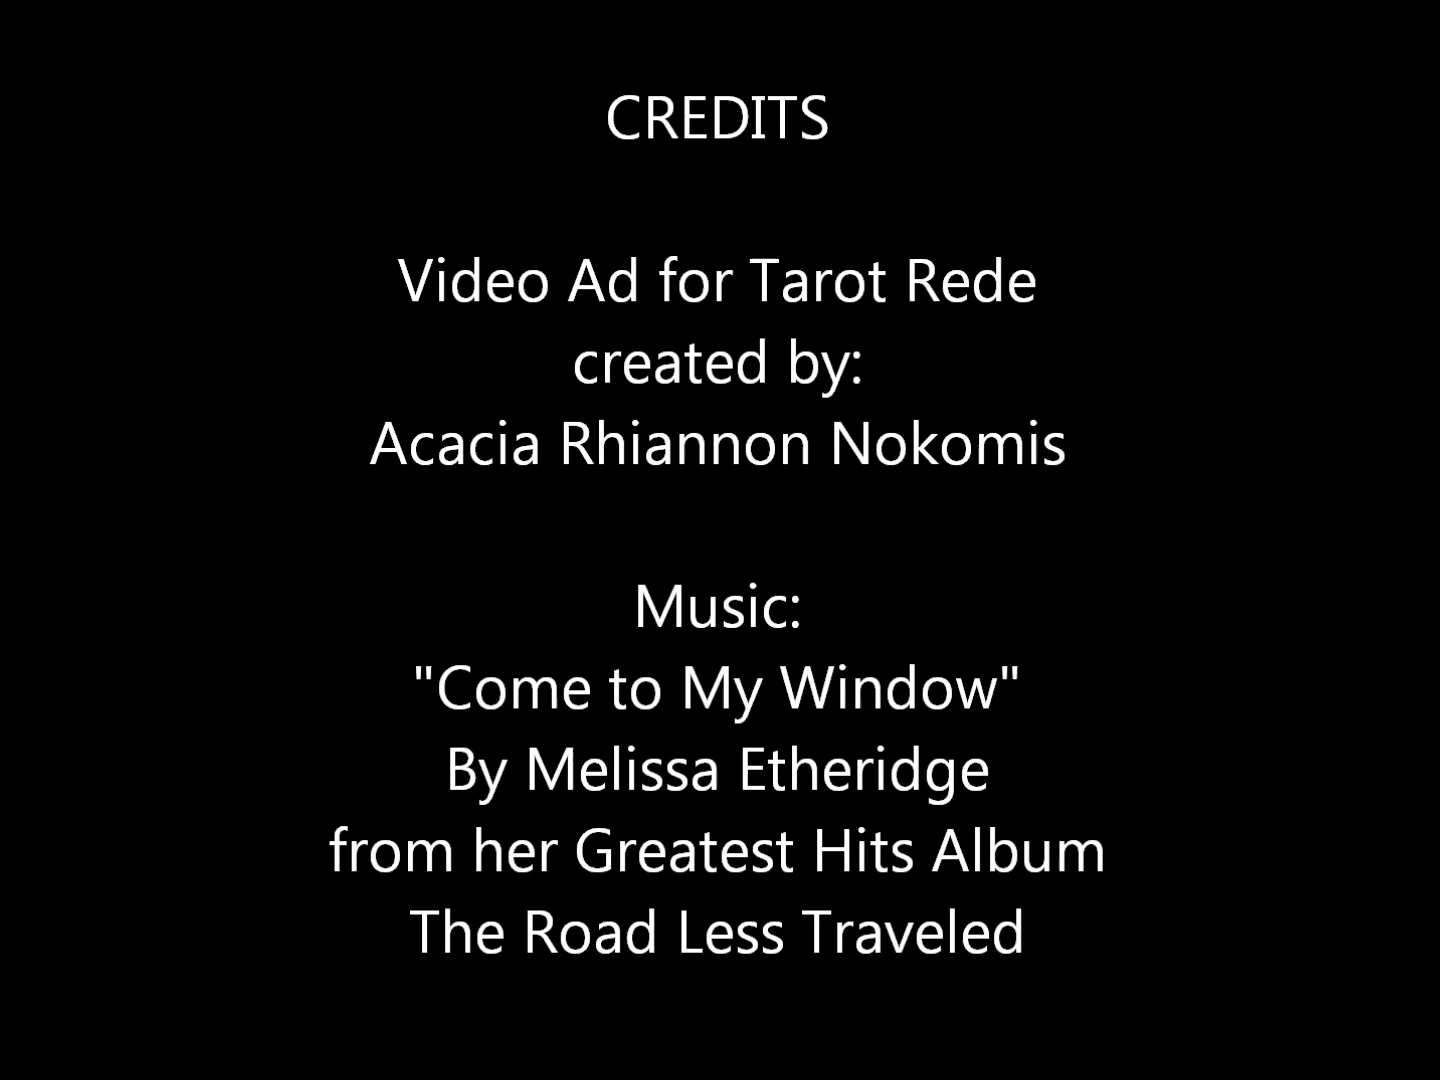 CREDITS
Video Ad for Tarot Rede
created by:
Acacia Rhiannon Nokomis
Music:
"Come to My Window"
By Melissa Etheridge
from her Greatest Hits Album
The Road Less Traveled